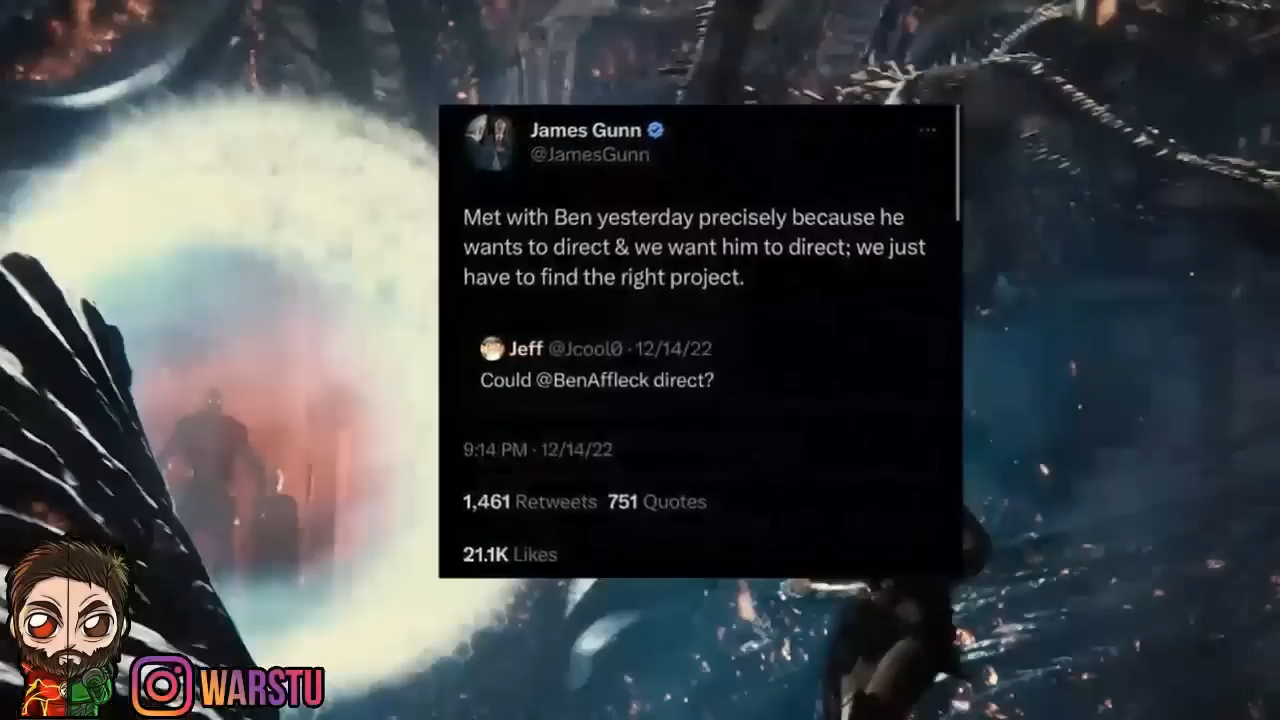 James Gunn
@JamesGunn
Met with Ben yesterday precisely because he
wants to direct & we want him to direct; we just
have to find the right project.
Jeff @Jcool0 · 12/14/22
Could @BenAffleck direct?
9:14 PM · 12/14/22
1,461 Retweets 751 Quotes
21.1K Likes
WARSTU